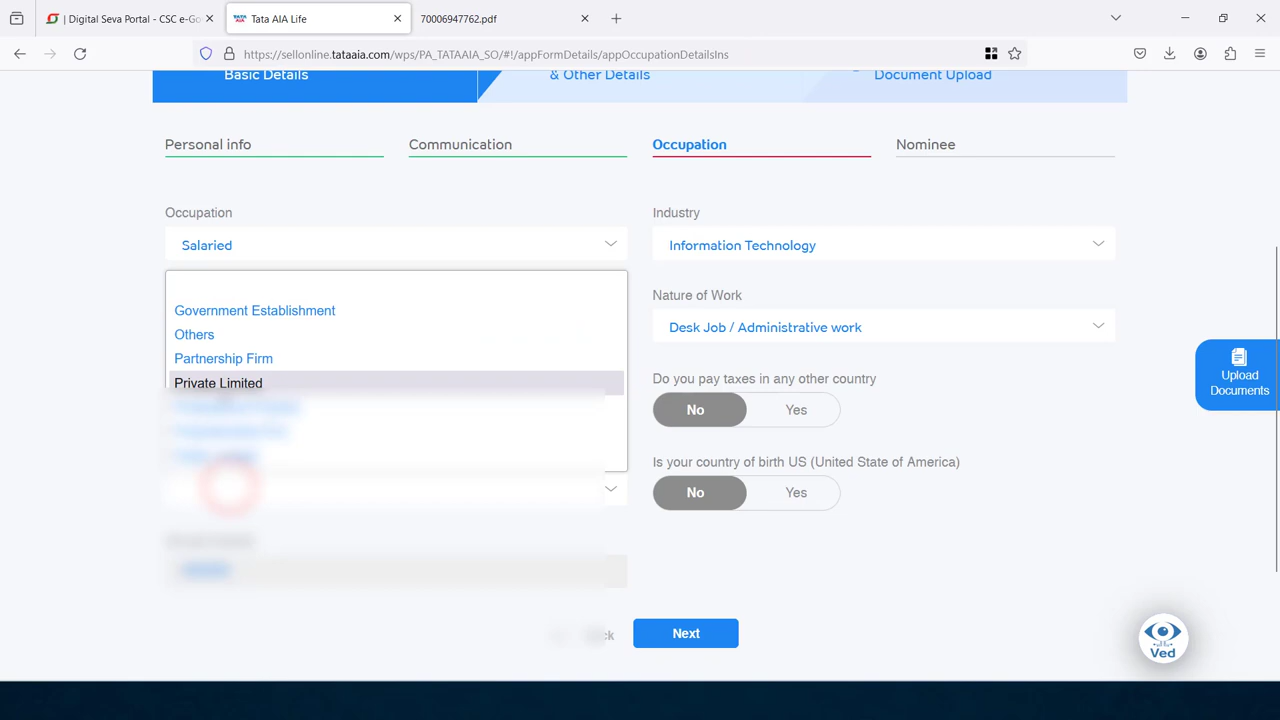 | Digital Seva Portal - CSC e-Go
Tata AIA Life
70006947762.pdf
https://sellonline.tataaia.com/wps/PA_TATAAIA_SO/#!/appFormDetails/appOccupationDetailsIns
Basic Details
& Other Details
Document Upload
Personal info
Communication
Occupation
Nominee
Occupation
Industry
Salaried
Information Technology
Government Establishment
Others
Partnership Firm
Private Limited
Nature of Work
Desk Job / Administrative work
Do you pay taxes in any other country
No
Yes
Is your country of birth US (United State of America)
No
Yes
Upload
Documents
Next
Ved